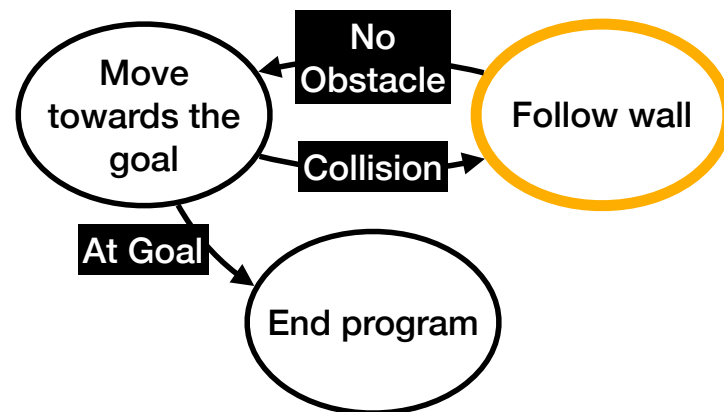 Move
towards the
goal
No
Obstacle
Follow wall
Collision
At Goal
End program